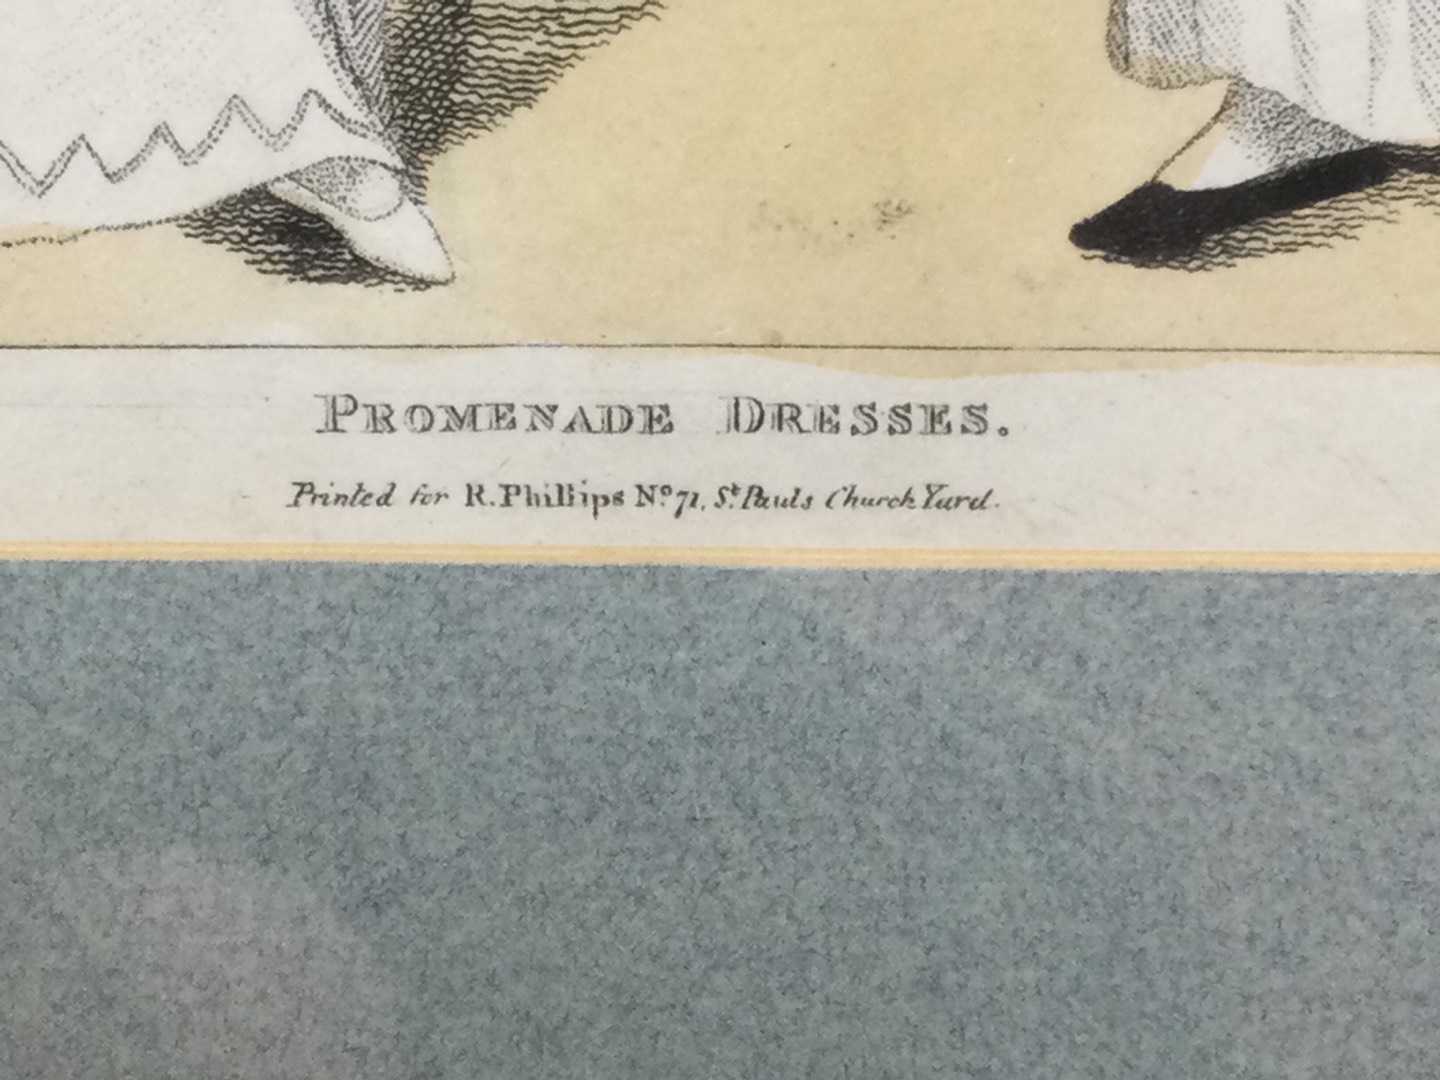 PROMENADE DRESSES.
Printed for R. Phillips Nº 71, St. Pauls Church Yard.